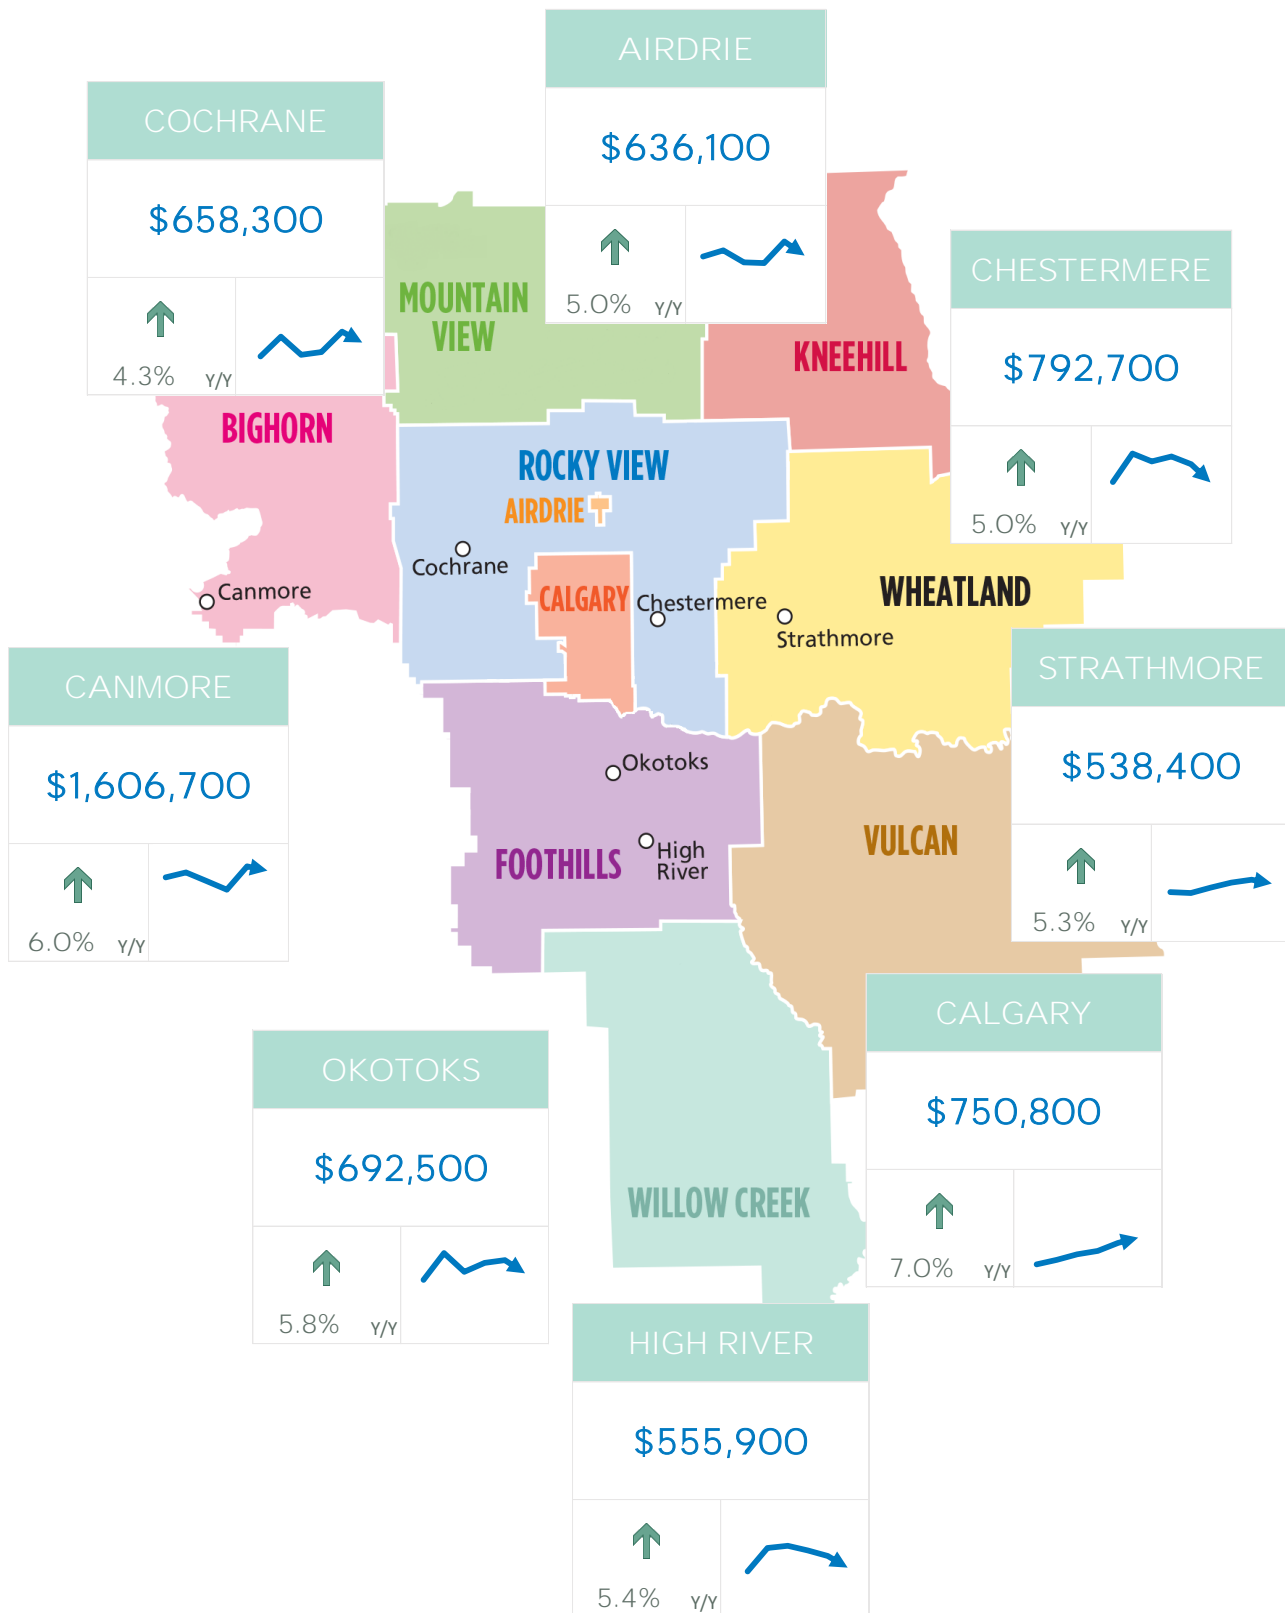 AIRDRIE
$636,100
5.0% Y/Y
COCHRANE
$658,300
4.3% Y/Y
CHESTERMERE
$792,700
5.0% Y/Y
MOUNTAIN
VIEW
KNEEHILL
BIGHORN
ROCKY VIEW
AIRDRIE
Cochrane
Canmore
CALGARY
Chestermere
WHEATLAND
Strathmore
CANMORE
$1,606,700
6.0% Y/Y
STRATHMORE
$538,400
5.3% Y/Y
Okotoks
High
River
FOOTHILLS
VULCAN
CALGARY
$750,800
7.0% Y/Y
OKOTOKS
$692,500
5.8% Y/Y
WILLOW CREEK
HIGH RIVER
$555,900
5.4% Y/Y